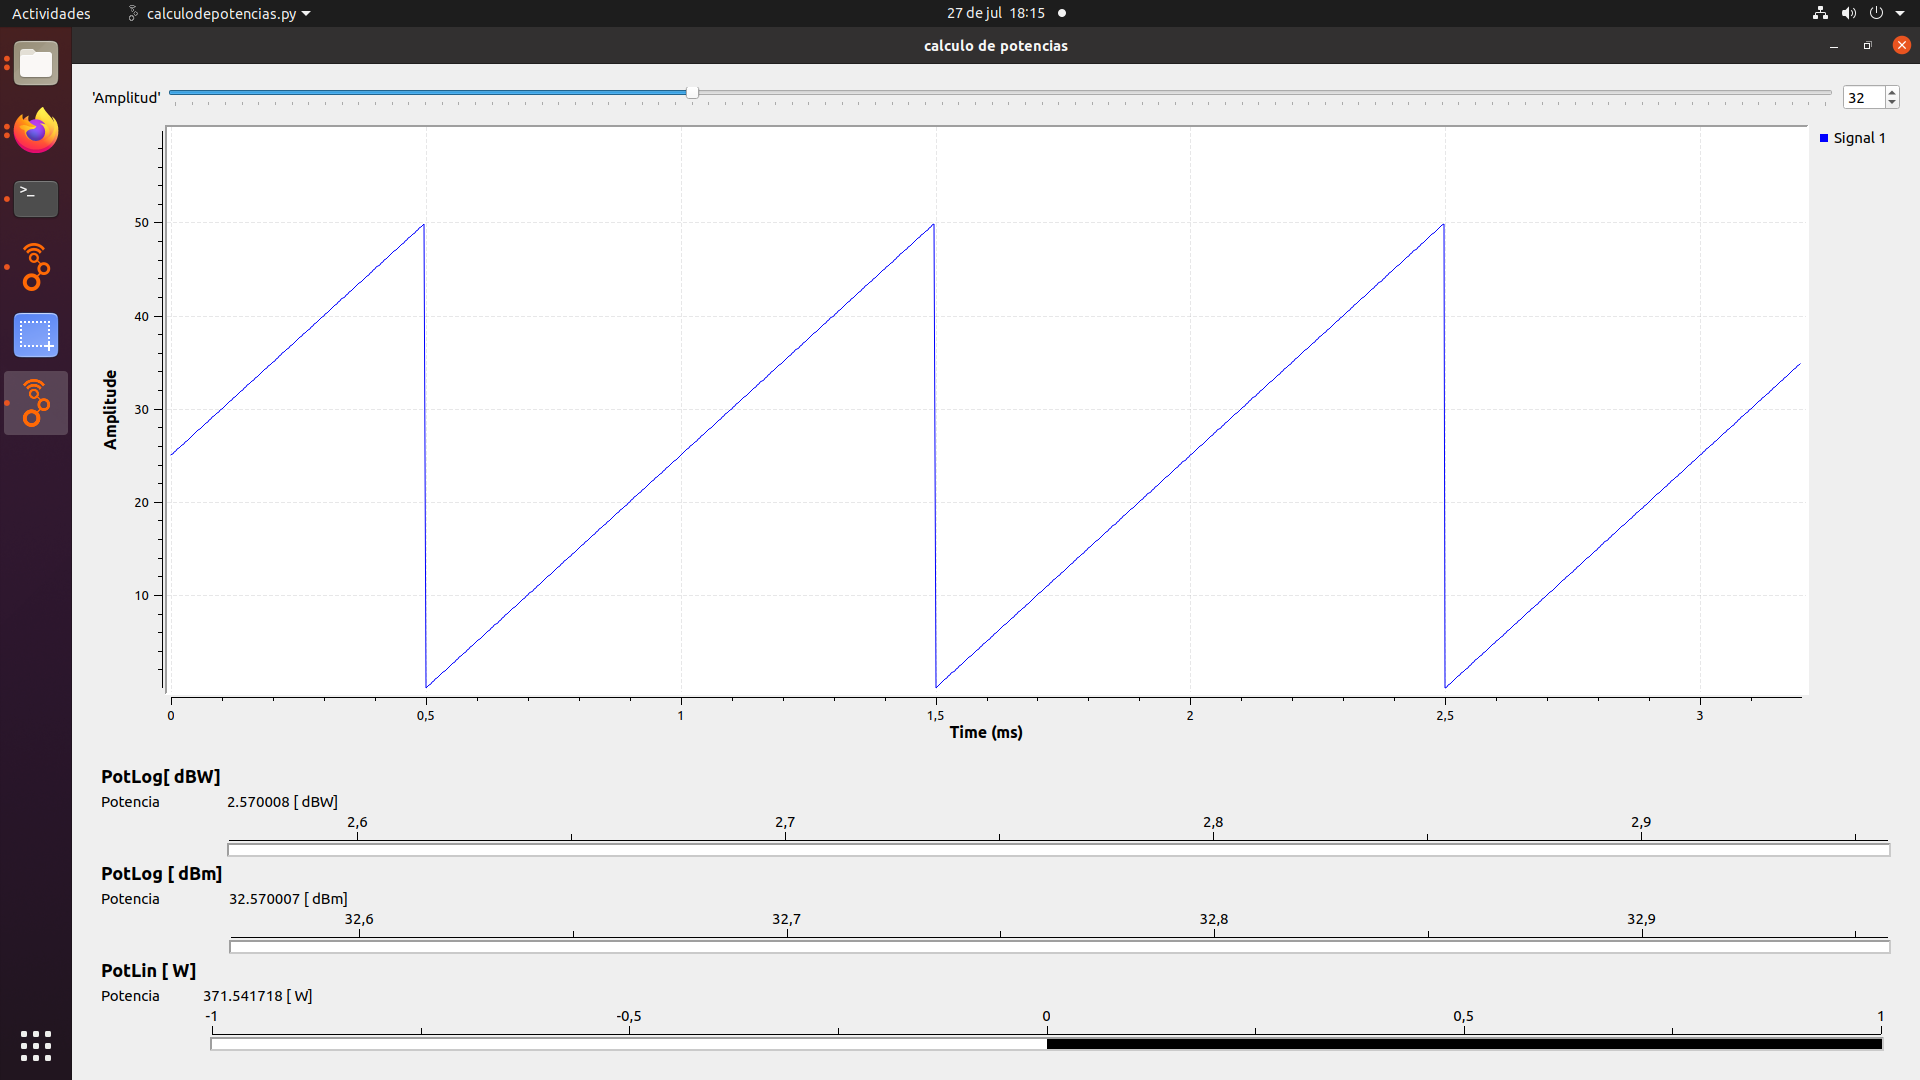 Actividades
calculodepotencias.py
27 de jul 18:15
calculo de potencias
'Amplitud'
32
Signal 1
50
40
30
20
10
Amplitude
0
0,5
1
1,5
2
2,5
3
Time (ms)
PotLog[ dBW]
Potencia 2.570008 [ dBW]
2,6 2,7 2,8 2,9
PotLog [ dBm]
Potencia 32.570007 [ dBm]
32,6 32,7 32,8 32,9
PotLin [ W]
Potencia 371.541718 [ W]
-1 -0,5 0 0,5 1